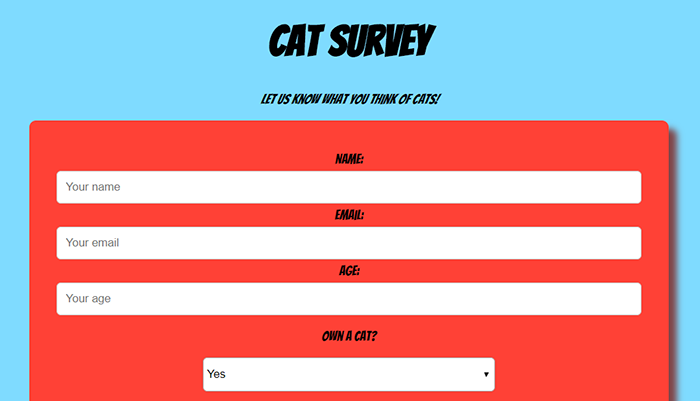 CAT SURVEY
LET US KNOW WHAT YOU THINK OF CATS!
NAME:
Your name
EMAIL:
Your email
AGE:
Your age
OWN A CAT?
Yes